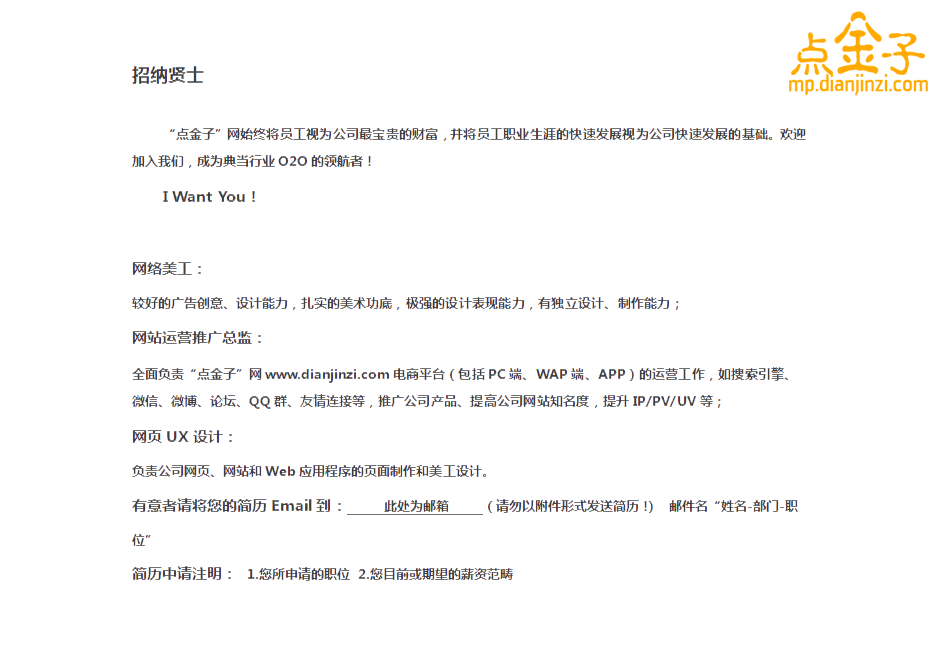 点金子
mp.dianjinzi.com
招纳贤士
“点金子”网始终将员工视为公司最宝贵的财富，并将员工职业生涯的快速发展视为公司快速发展的基础。欢迎
加入我们，成为典当行业 O2O 的领航者！
I Want You！
网络美工：
较好的广告创意、设计能力，扎实的美术功底，极强的设计表现能力，有独立设计、制作能力；
网站运营推广总监：
全面负责“点金子”网 www.dianjinzi.com 电商平台（包括 PC 端、WAP 端、APP）的运营工作，如搜索引擎、
微信、微博、论坛、QQ 群、友情连接等，推广公司产品、提高公司网站知名度，提升 IP/PV/UV 等；
网页 UX 设计：
负责公司网页、网站和 Web 应用程序的页面制作和美工设计。
有意者请将您的简历 Email 到：______此处为邮箱______（请勿以附件形式发送简历！) 邮件名“姓名-部门-职
位”
简历申请注明： 1.您所申请的职位 2.您目前或期望的薪资范畴